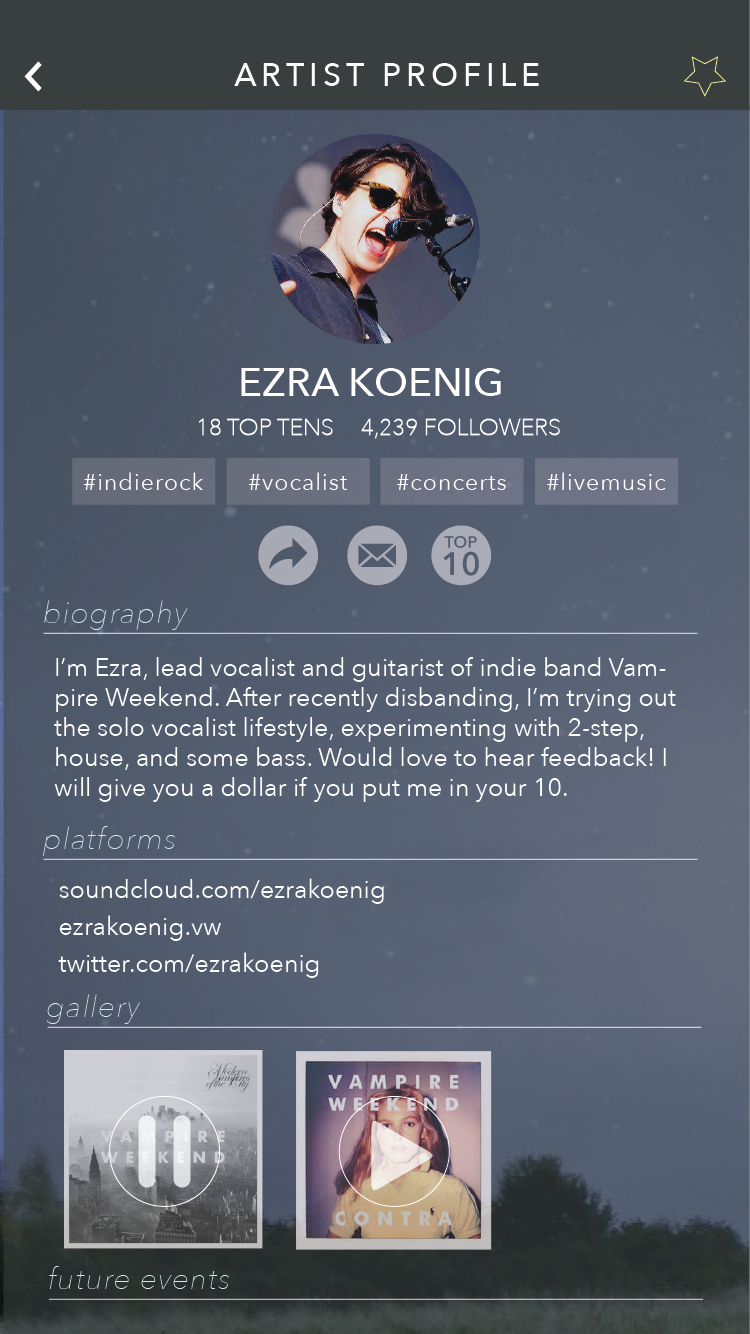 ARTIST PROFILE
EZRA KOENIG
18 TOP TENS 4,239 FOLLOWERS
#indierock #vocalist #concerts #livemusic
TOP
10
biography
I'm Ezra, lead vocalist and guitarist of indie band Vam-
pire Weekend. After recently disbanding, I'm trying out
the solo vocalist lifestyle, experimenting with 2-step,
house, and some bass. Would love to hear feedback! I
will give you a dollar if you put me in your 10.
platforms
soundcloud.com/ezrakoenig
ezrakoenig.vw
twitter.com/ezrakoenig
gallery
Modern
Vampires
of the City
VAMPIRE
WEEKEND
VAMPIRE
WEEKEND
CONTRA
future events